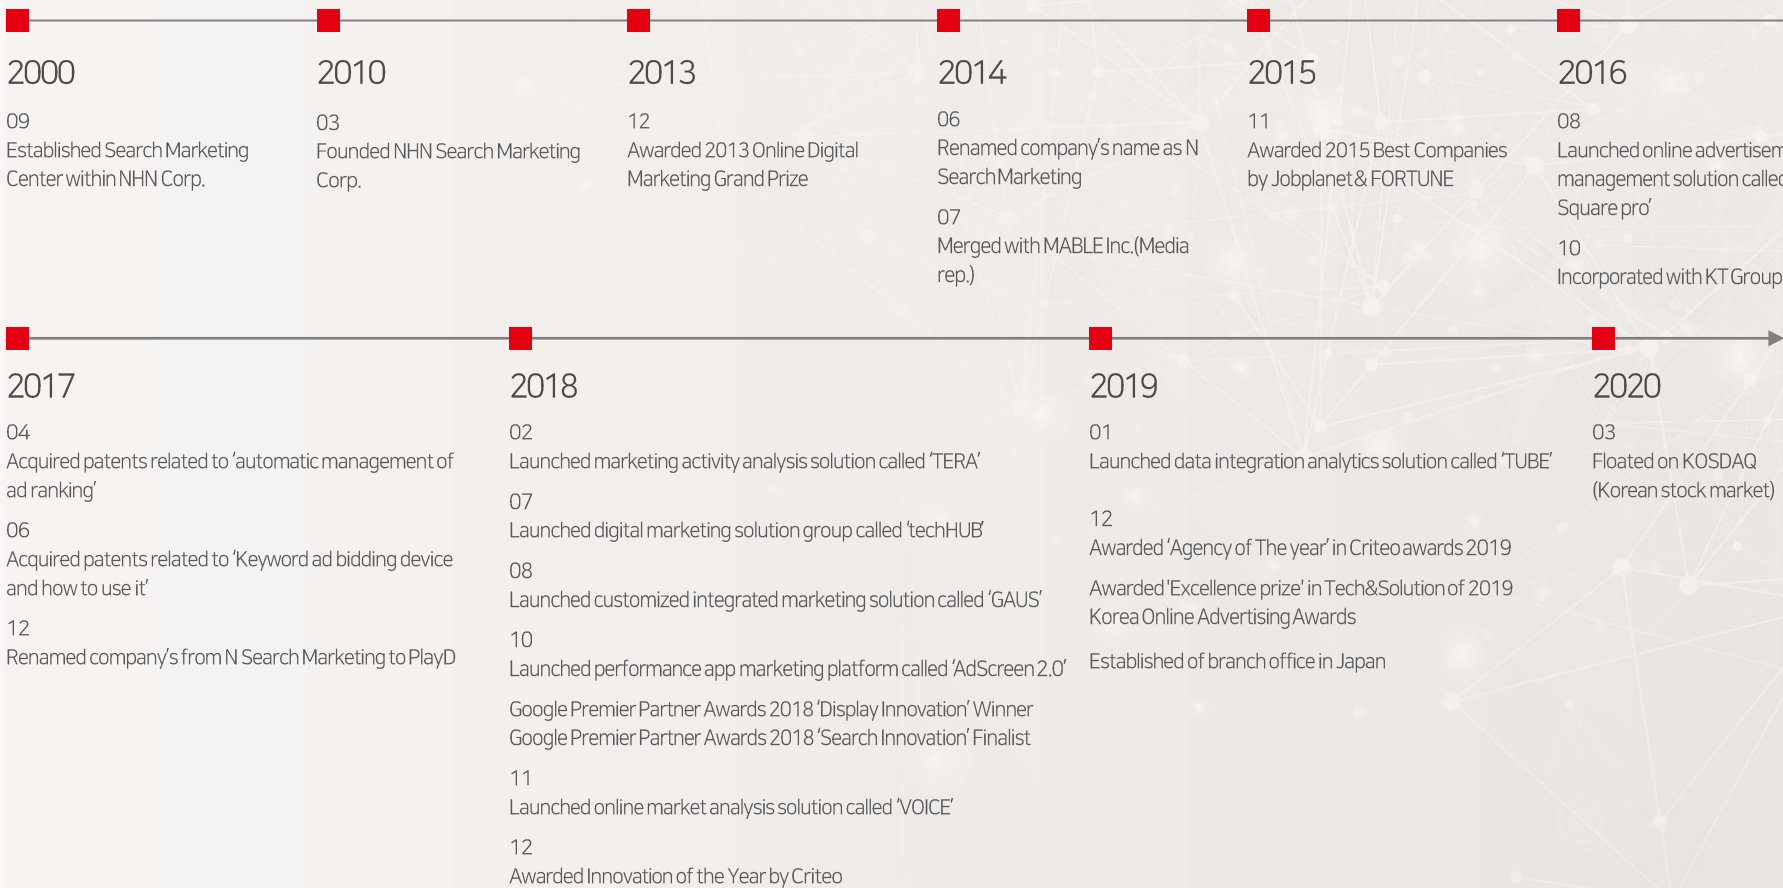 2000
09
Established Search Marketing
Center within NHN Corp.
2010
03
Founded NHN Search Marketing
Corp.
2013
12
Awarded 2013 Online Digital
Marketing Grand Prize
2014
06
Renamed company's name as N
Search Marketing
07
Merged with MABLE Inc.(Media
rep.)
2015
11
Awarded 2015 Best Companies
by Jobplanet & FORTUNE
2016
08
Launched online
management solution
Square pro'
10
Incorporated with KT Group
2017
04
Acquired patents related to 'automatic management of
ad ranking'
06
Acquired patents related to 'Keyword ad bidding device
and how to use it'
12
Renamed company's from N Search Marketing to PlayD
2018
02
Launched marketing activity analysis solution called 'TERA'
07
Launched digital marketing solution group called 'techHUB'
08
Launched customized integrated marketing solution called 'GAUS'
10
Launched performance app marketing platform called 'AdScreen 2.0'
Google Premier Partner Awards 2018 'Display Innovation' Winner
Google Premier Partner Awards 2018 'Search Innovation' Finalist
11
Launched online market analysis solution called 'VOICE'
12
Awarded Innovation of the Year by Criteo
2019
01
Launched data integration analytics solution called 'TUBE'
12
Awarded 'Agency of The year' in Criteo awards 2019
Awarded 'Excellence prize' in Tech&Solution of 2019
Korea Online Advertising Awards
Established of branch office in Japan
2020
03
Floated on KOSDAQ
(Korean stock market)